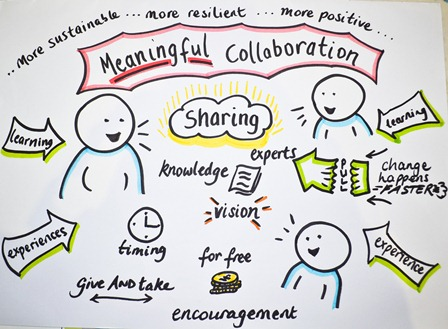 ...more sustainable... ...more resilient ... ...more positive...
Meaningful Collaboration
Sharing
learning
learning
experts
knowledge
PULL
change
happens
FASTER
vision
experiences
timing
for free
experience
give AND take
encouragement